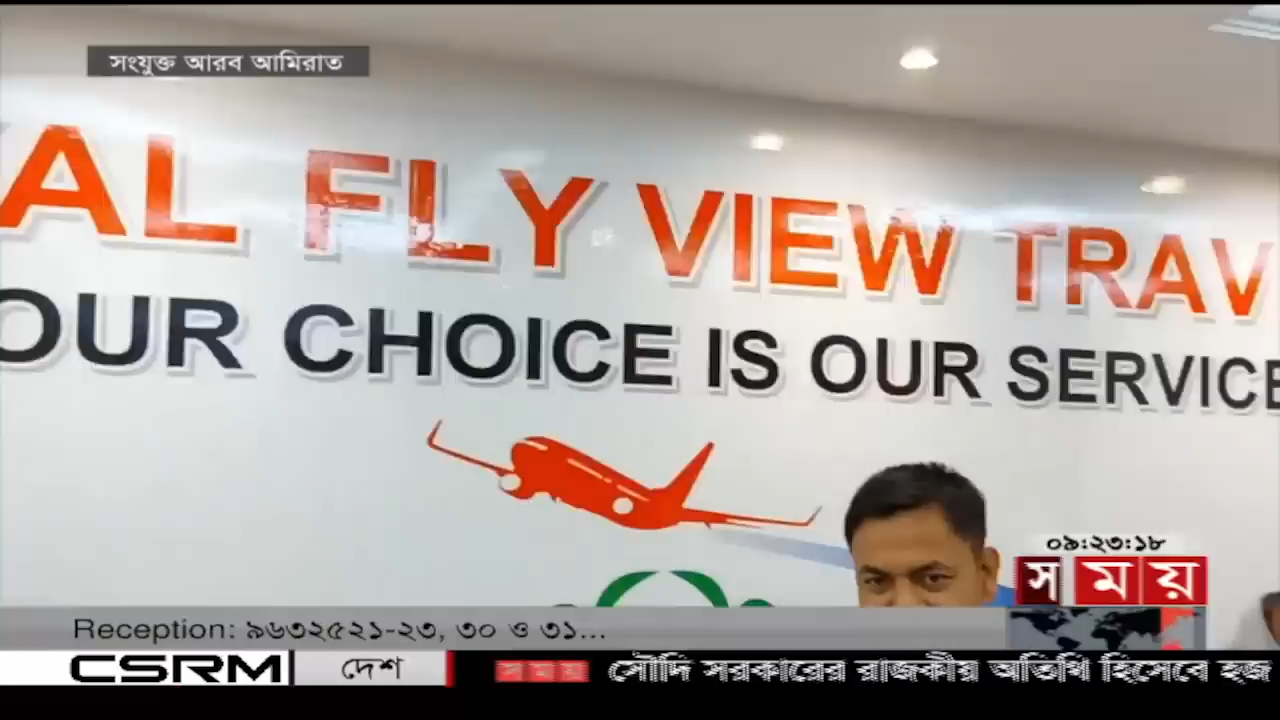 সংযুক্ত আরব আমিরাত
AL FLY VIEW TRAV
OUR CHOICE IS OUR SERVICE
০৯:২৩:১৮
সময়
Reception: ৯৬৩২৫২১-২৩, ৩০ ও ৩১...
CSRM দেশ সময় সৌদি সরকারের রাজকীয় অতিথি হিসেবে হজ